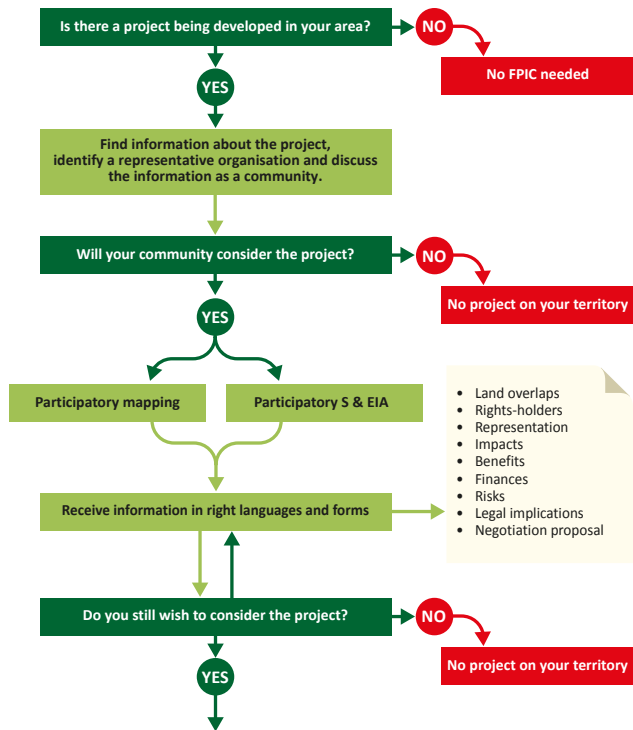 Is there a project being developed in your area?
NO
No FPIC needed
YES
Find information about the project,
identify a representative organisation and discuss
the information as a community.
Will your community consider the project?
NO
No project on your territory
YES
Participatory mapping
Participatory S & EIA
• Land overlaps
• Rights-holders
• Representation
• Impacts
• Benefits
• Finances
• Risks
• Legal implications
• Negotiation proposal
Receive information in right languages and forms
Do you still wish to consider the project?
NO
No project on your territory
YES